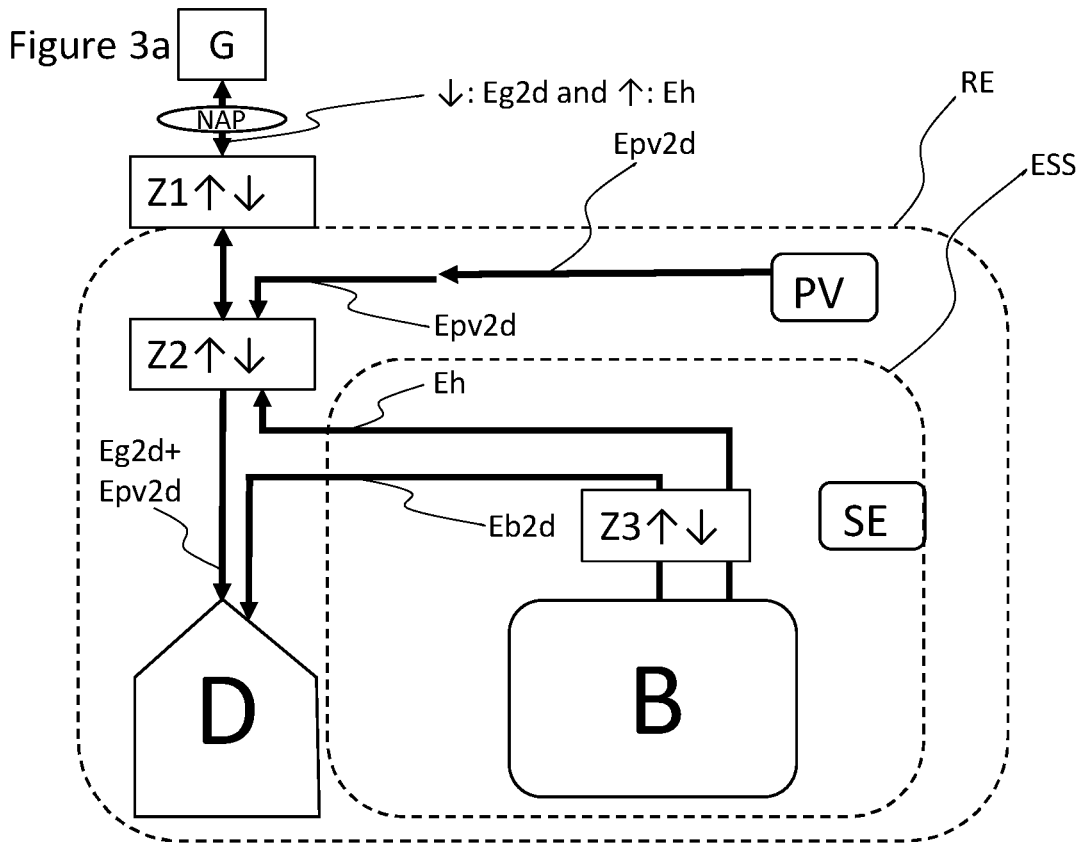 Figure 3a
G
NAP
↓: Eg2d and ↑: Eh
RE
Epv2d
ESS
Z1↑↓
PV
Epv2d
Z2↑↓
Eh
Eg2d+
Epv2d
Eb2d
Z3↑↓
SE
D
B